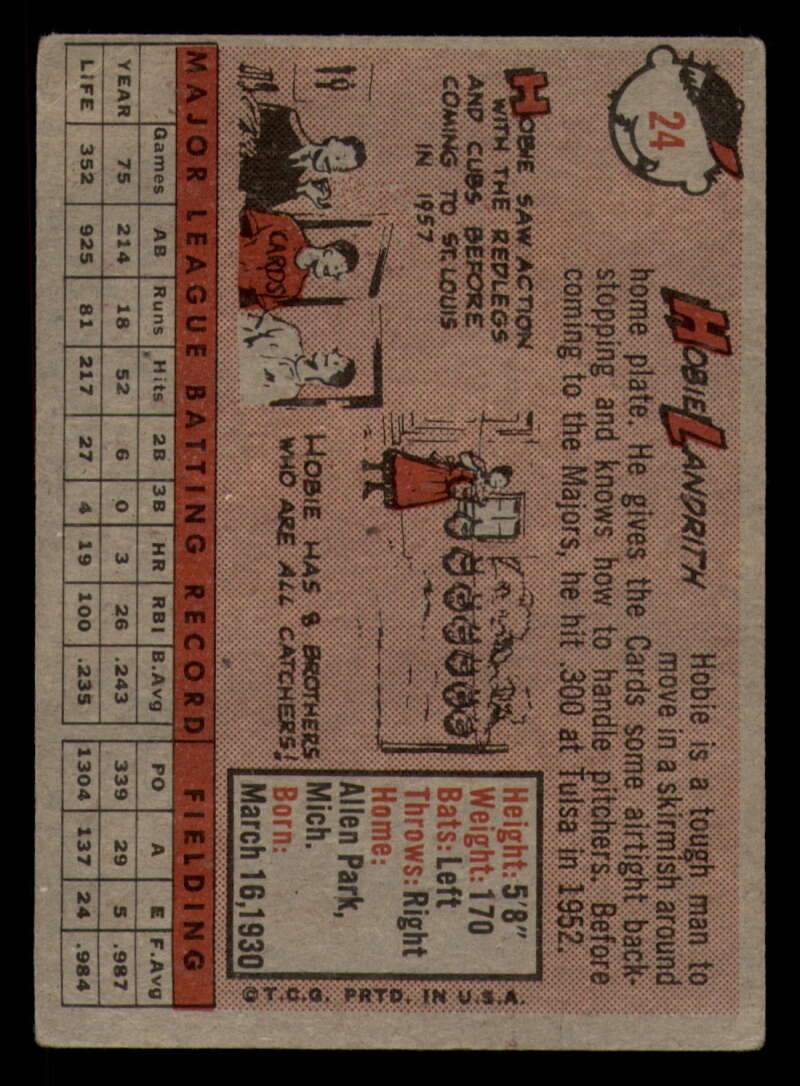 24
HOBIE LANDRITH
Hobie is a tough man to
move in a skirmish around
home plate. He gives the Cards some airtight back-
stopping and knows how to handle pitchers. Before
coming to the Majors, he hit .300 at Tulsa in 1952.
HOBIE SAW ACTION
WITH THE REDLEGS
AND CUBS BEFORE
COMING TO ST. LOUIS
IN 1957
CARDS
HOBIE HAS 8 BROTHERS
WHO ARE ALL CATCHERS!
Height: 5'8"
Weight: 170
Bats: Left
Throws: Right
Home:
Allen Park,
Mich.
Born:
March 16, 1930
© T.C.G. PRTD. IN U.S.A.
MAJOR LEAGUE BATTING RECORD FIELDING
Games AB Runs Hits 2B 3B HR RBI B.Avg PO A E F.Avg
YEAR 75 214 18 52 6 0 3 26 .243 339 29 5 .987
LIFE 352 925 81 217 27 4 19 100 .235 1304 137 24 .984